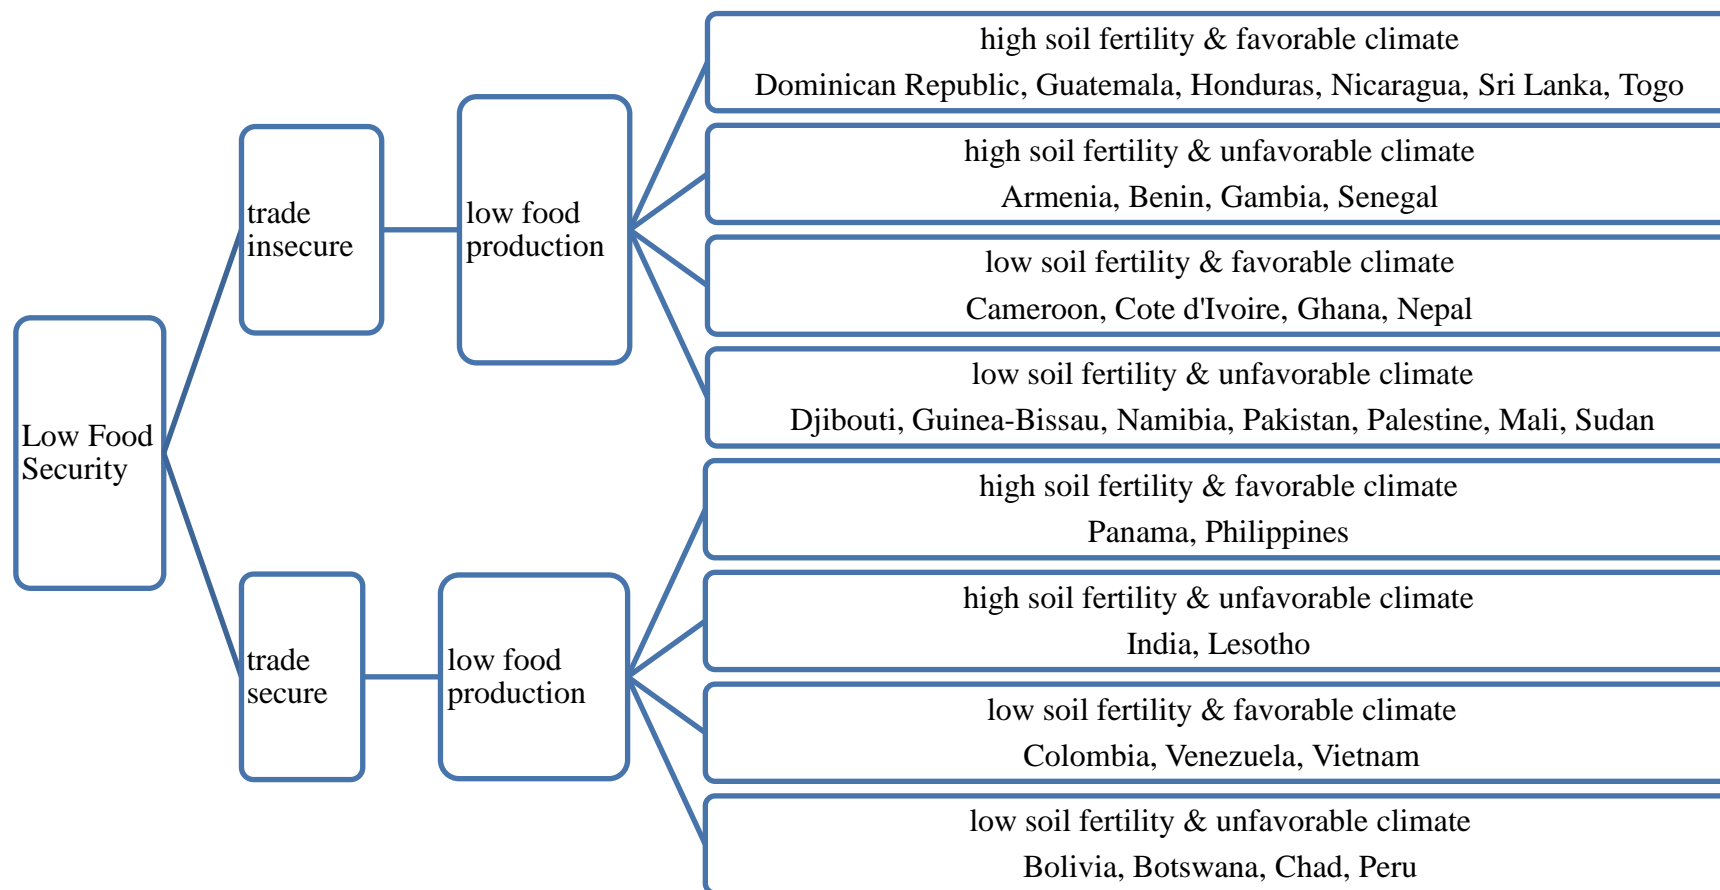 Low Food
Security
trade
insecure
low food
production
high soil fertility & favorable climate
Dominican Republic, Guatemala, Honduras, Nicaragua, Sri Lanka, Togo
high soil fertility & unfavorable climate
Armenia, Benin, Gambia, Senegal
low soil fertility & favorable climate
Cameroon, Cote d'Ivoire, Ghana, Nepal
low soil fertility & unfavorable climate
Djibouti, Guinea-Bissau, Namibia, Pakistan, Palestine, Mali, Sudan
trade
secure
low food
production
high soil fertility & favorable climate
Panama, Philippines
high soil fertility & unfavorable climate
India, Lesotho
low soil fertility & favorable climate
Colombia, Venezuela, Vietnam
low soil fertility & unfavorable climate
Bolivia, Botswana, Chad, Peru